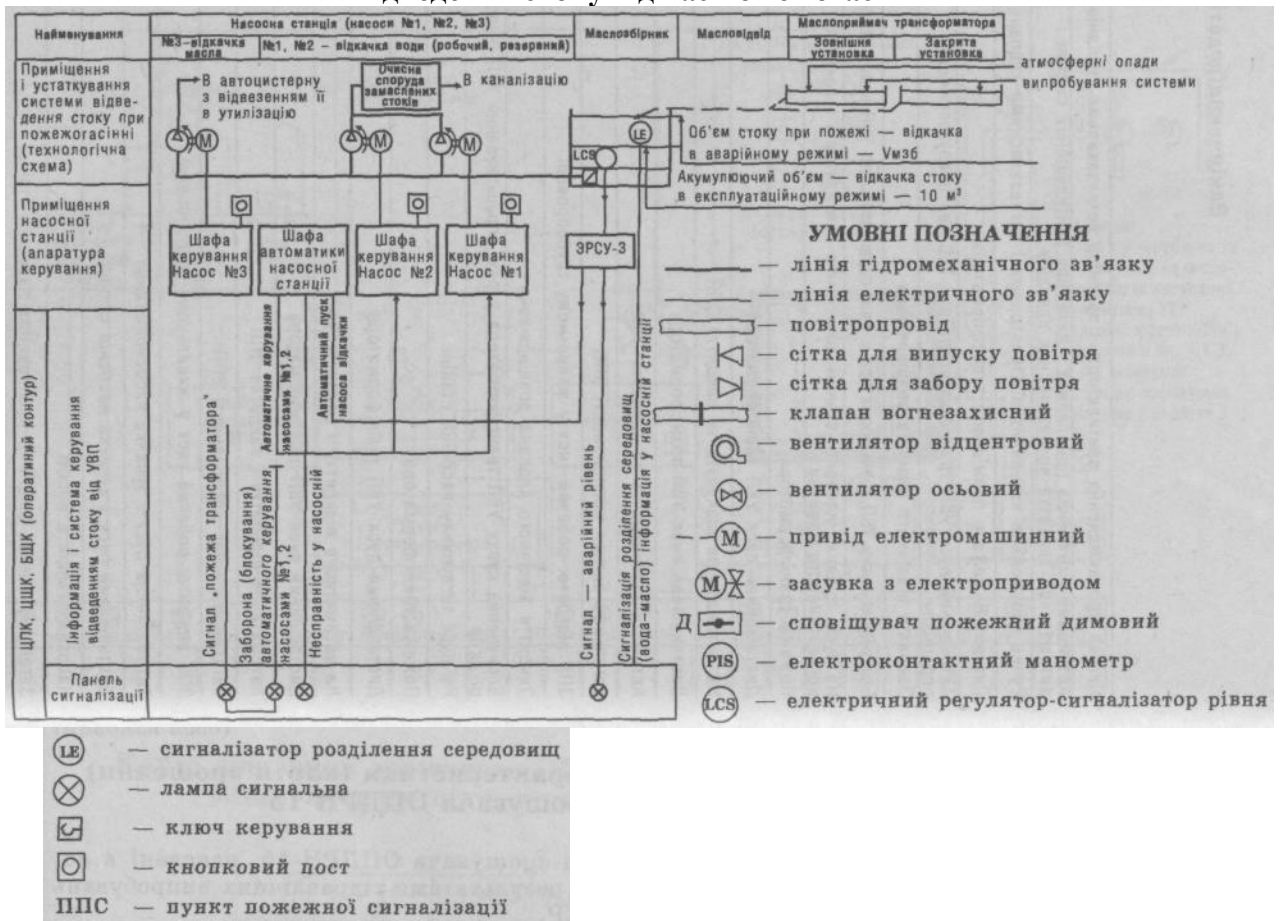 Найменування
Насосна станція (насоси №1, №2, №3)
№3–відкачка
масла
№1, №2 – відкачка води (робочий, резервний)
Маслозбірник
Масловідвід
Маслоприймач трансформатора
Зовнішня
установка
Закрита
установка
Приміщення
і устаткування
системи відве-
дення стоку при
пожежогасінні
(технологічна
схема)
В автоцистерну
з відвезенням її
в утилізацію
Очисна
споруда
замаслених
стоків
В каналізацію
атмосферні опади
випробування системи
М
М
М
LE
LCS
Об'єм стоку при пожежі — відкачка
в аварійному режимі — Vмзб
Акумулюючий об'єм — відкачка стоку
в експлуатаційному режимі — 10 м³
Приміщення
насосної
станції
(апаратура
керування)
Шафа
керування
Насос №3
Шафа
автоматики
насосної
станції
Шафа
керування
Насос №2
Шафа
керування
Насос №1
ЭРСУ-3
ЦПК, ЦЩК, БЩК (оперативний контур)
Інформація і система керування
відведенням стоку від УВП
Сигнал „пожежа трансформатора"
Заборона (блокування)
автоматичного керування
насосами №1,2
Автоматичне керування
насосами №1,2
Несправність у насосній
Автоматичний пуск
насоса відкачки
Сигнал — аварійний рівень
Сигналізація розділення середовищ
(вода–масло) інформація у насосній станції
Панель
сигналізації
УМОВНІ ПОЗНАЧЕННЯ
— лінія гідромеханічного зв'язку
— лінія електричного зв'язку
— повітропровід
— сітка для випуску повітря
— сітка для забору повітря
— клапан вогнезахисний
— вентилятор відцентровий
— вентилятор осьовий
М — привід електромашинний
М — засувка з електроприводом
Д — сповіщувач пожежний димовий
PIS — електроконтактний манометр
LCS — електричний регулятор-сигналізатор рівня
LE — сигналізатор розділення середовищ
— лампа сигнальна
— ключ керування
— кнопковий пост
ППС — пункт пожежної сигналізації